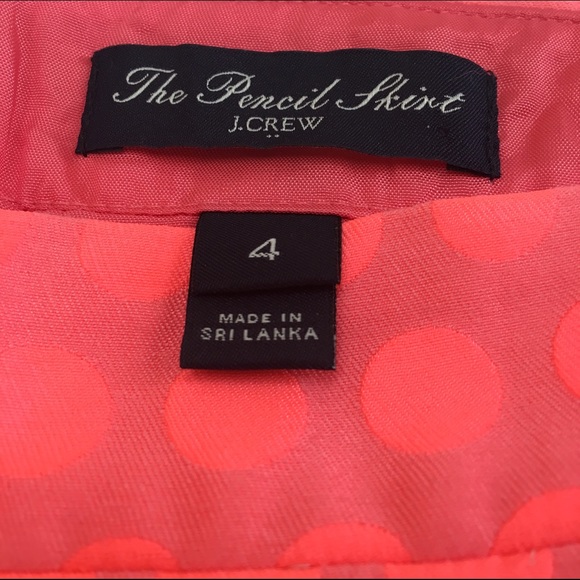 The Pencil Skirt
J.CREW
4
MADE IN
SRI LANKA